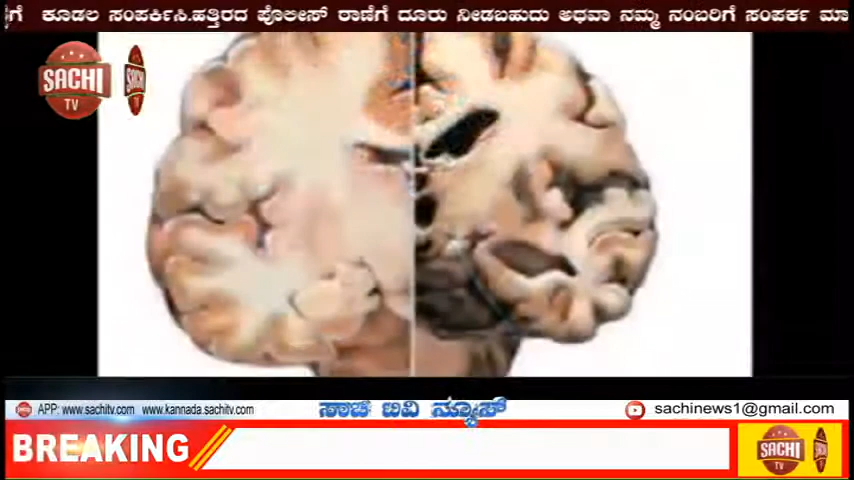 ಕೂಡಲ ಸಂಪರ್ಕಿಸಿ.ಹತ್ತಿರದ ಪೊಲೀಸ್ ಠಾಣೆಗೆ ದೂರು ನೀಡಬಹುದು ಅಥವಾ ನಮ್ಮ ನಂಬರಿಗೆ ಸಂಪರ್ಕ ಮಾ
SACHI
TV
APP: www.sachitv.com www.kannada.sachitv.com ಸಾಚಿ ಟಿವಿ ನ್ಯೂಸ್ sachinews1@gmail.com
BREAKING
SACHI
TV